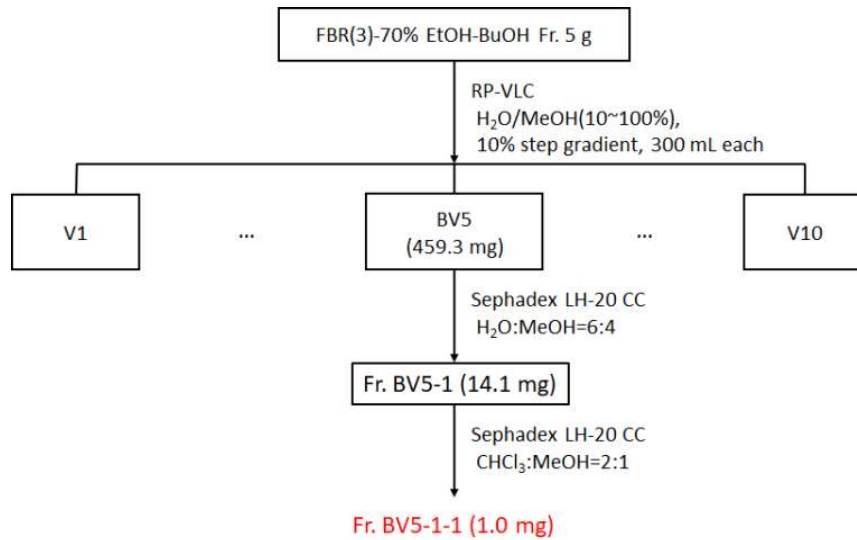 FBR(3)-70% EtOH-BuOH Fr. 5 g
RP-VLC
H₂O/MeOH(10~100%),
10% step gradient, 300 mL each
V1
...
BV5
(459.3 mg)
...
V10
Sephadex LH-20 CC
H₂O:MeOH=6:4
Fr. BV5-1 (14.1 mg)
Sephadex LH-20 CC
CHCl₃:MeOH=2:1
Fr. BV5-1-1 (1.0 mg)